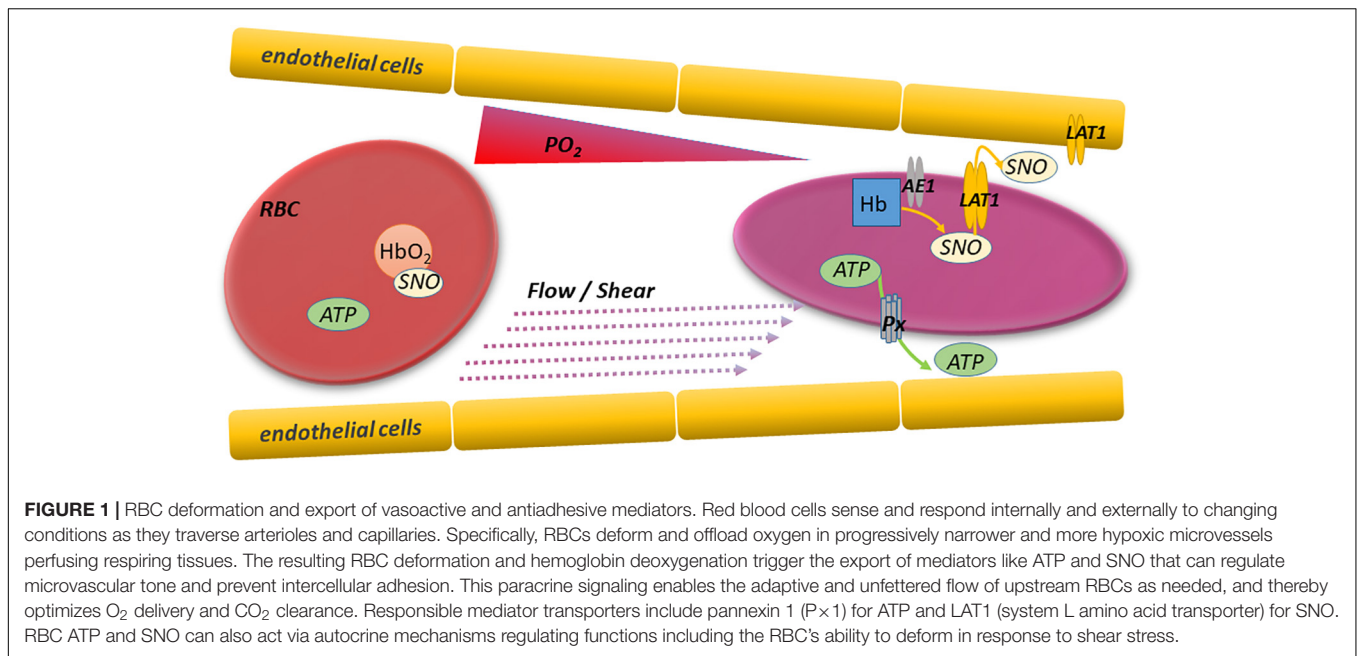 endothelial cells
PO2
LAT1
SNO
RBC
AE1
Hb
LAT1
HbO2
SNO
SNO
ATP
ATP
Flow / Shear
Px
ATP
endothelial cells
FIGURE 1 | RBC deformation and export of vasoactive and antiadhesive mediators. Red blood cells sense and respond internally and externally to changing
conditions as they traverse arterioles and capillaries. Specifically, RBCs deform and offload oxygen in progressively narrower and more hypoxic microvessels
perfusing respiring tissues. The resulting RBC deformation and hemoglobin deoxygenation trigger the export of mediators like ATP and SNO that can regulate
microvascular tone and prevent intercellular adhesion. This paracrine signaling enables the adaptive and unfettered flow of upstream RBCs as needed, and thereby
optimizes O2 delivery and CO2 clearance. Responsible mediator transporters include pannexin 1 (P×1) for ATP and LAT1 (system L amino acid transporter) for SNO.
RBC ATP and SNO can also act via autocrine mechanisms regulating functions including the RBC's ability to deform in response to shear stress.